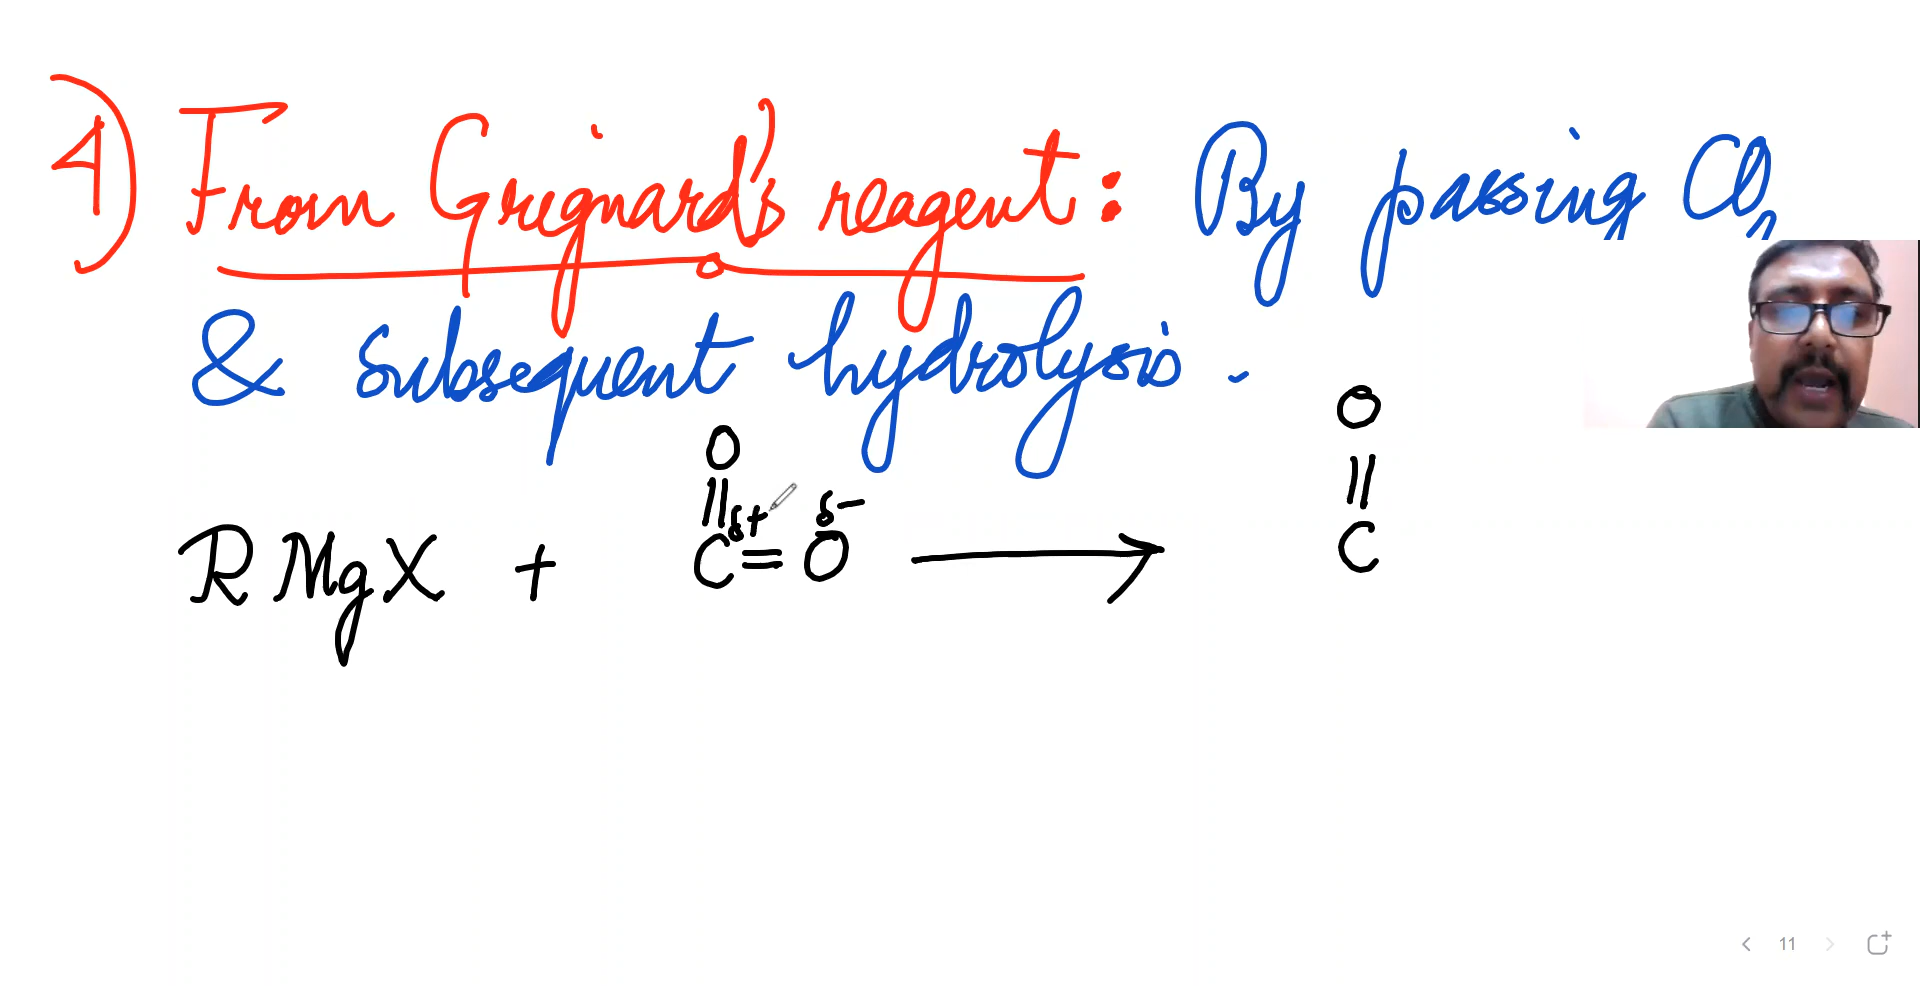 4) From Grignard's reagent: By passing CO2
& subsequent hydrolysis.
O O
|| δ+ δ- ||
RMgX + C=O ⟶ C
11